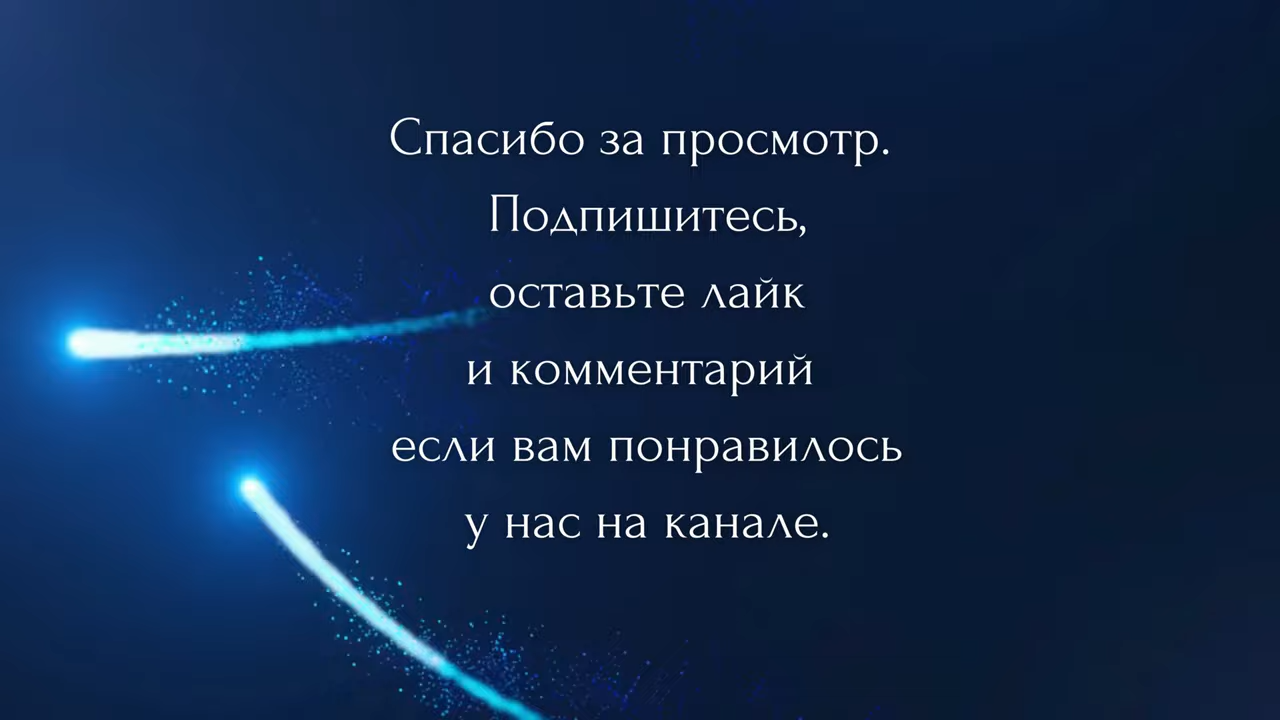 Спасибо за просмотр.
Подпишитесь,
оставьте лайк
и комментарий
если вам понравилось
у нас на канале.